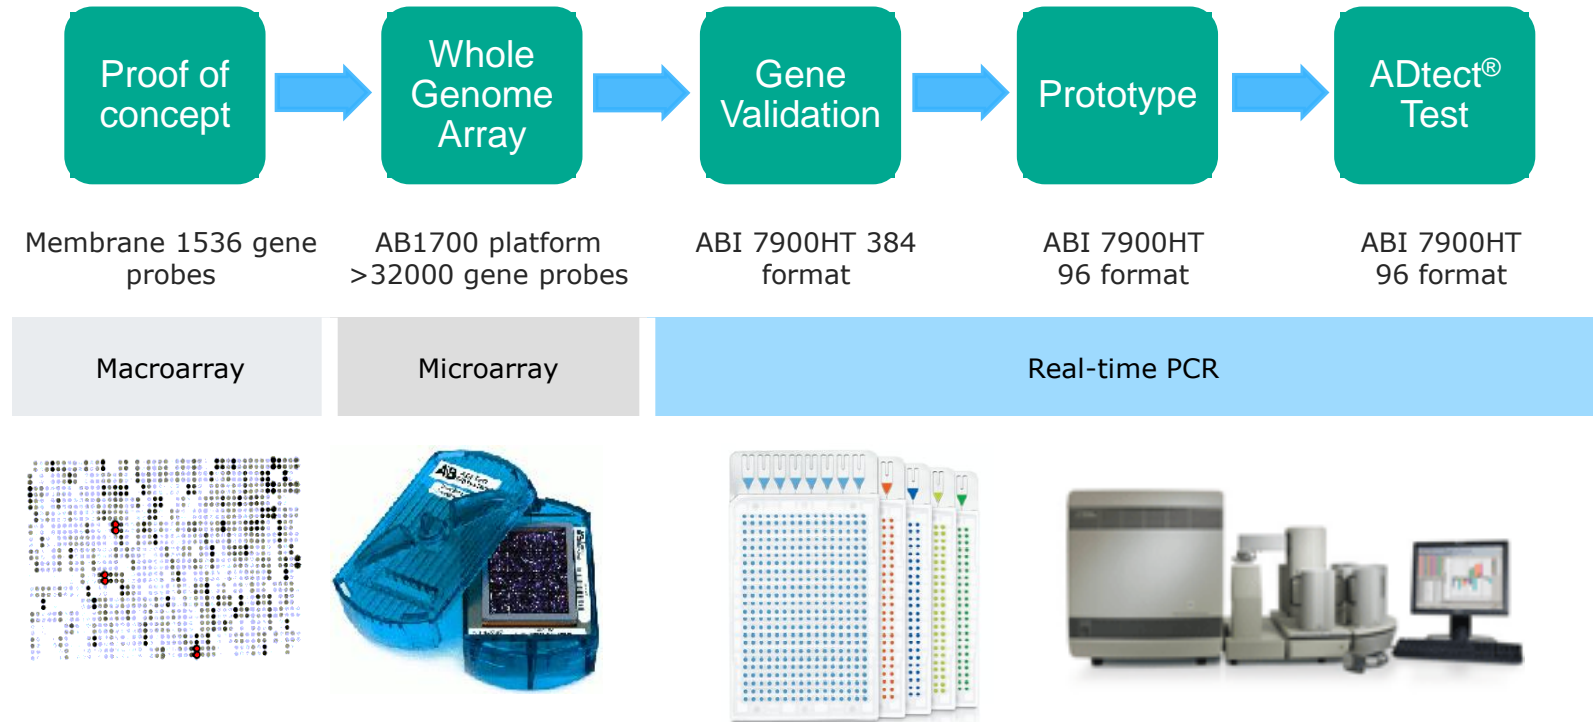 Proof of
concept
Whole
Genome
Array
Gene
Validation
Prototype
ADtect®
Test
Membrane 1536 gene
probes
AB1700 platform
>32000 gene probes
ABI 7900HT 384
format
ABI 7900HT
96 format
ABI 7900HT
96 format
Macroarray
Microarray
Real-time PCR
AB